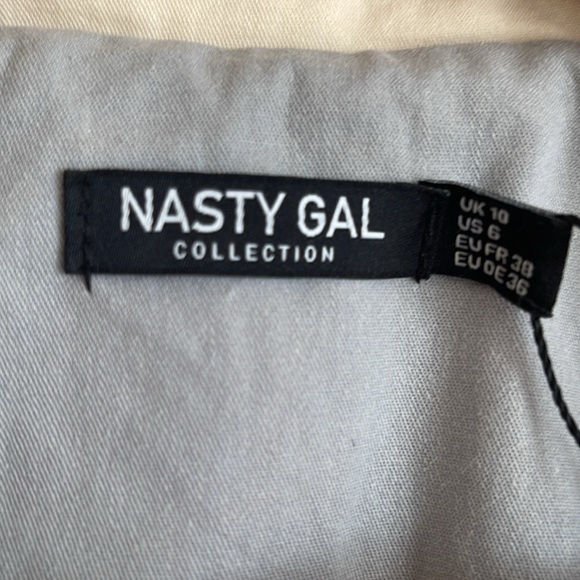 NASTY GAL
COLLECTION
UK 10
US 6
EU FR 38
EU DE 36